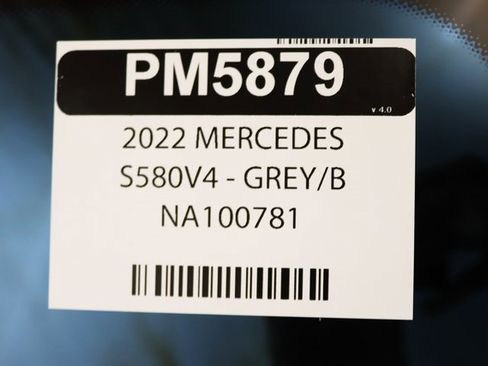 PM5879
v 4.0
2022 MERCEDES
S580V4 - GREY/B
NA100781